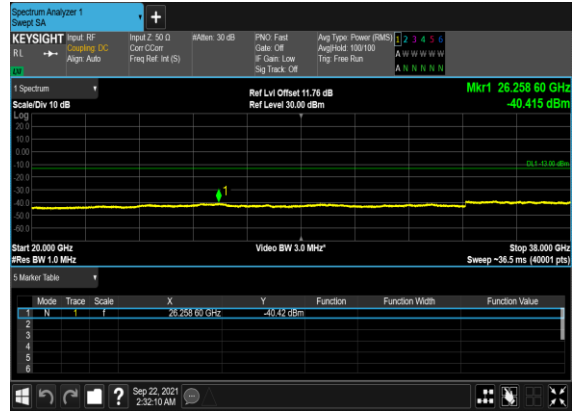 Spectrum Analyzer 1
Swept SA
+
KEYSIGHT Input: RF Input Z: 50 Ω #Atten: 30 dB PNO: Fast Avg Type: Power (RMS) 1 2 3 4 5 6
RL Coupling: DC Corr CCorr Gate: Off Avg|Hold: 100/100 A W W W W W
Align: Auto Freq Ref: Int (S) IF Gain: Low Trig: Free Run
Sig Track: Off A N N N N N
1 Spectrum
Ref Lvl Offset 11.76 dB Mkr1 26.258 60 GHz
Scale/Div 10 dB Ref Level 30.00 dBm -40.415 dBm
Log
20.0
10.0
0.00
-10.0
DL1 -13.00 dBm
-20.0
-30.0
1
-40.0
-50.0
-60.0
Start 20.000 GHz Video BW 3.0 MHz* Stop 38.000 GHz
#Res BW 1.0 MHz Sweep ~36.5 ms (40001 pts)
5 Marker Table
Mode Trace Scale X Y Function Function Width Function Value
1 N 1 f 26.258 60 GHz -40.42 dBm
2
3
4
5
6
? Sep 22, 2021
2:32:10 AM